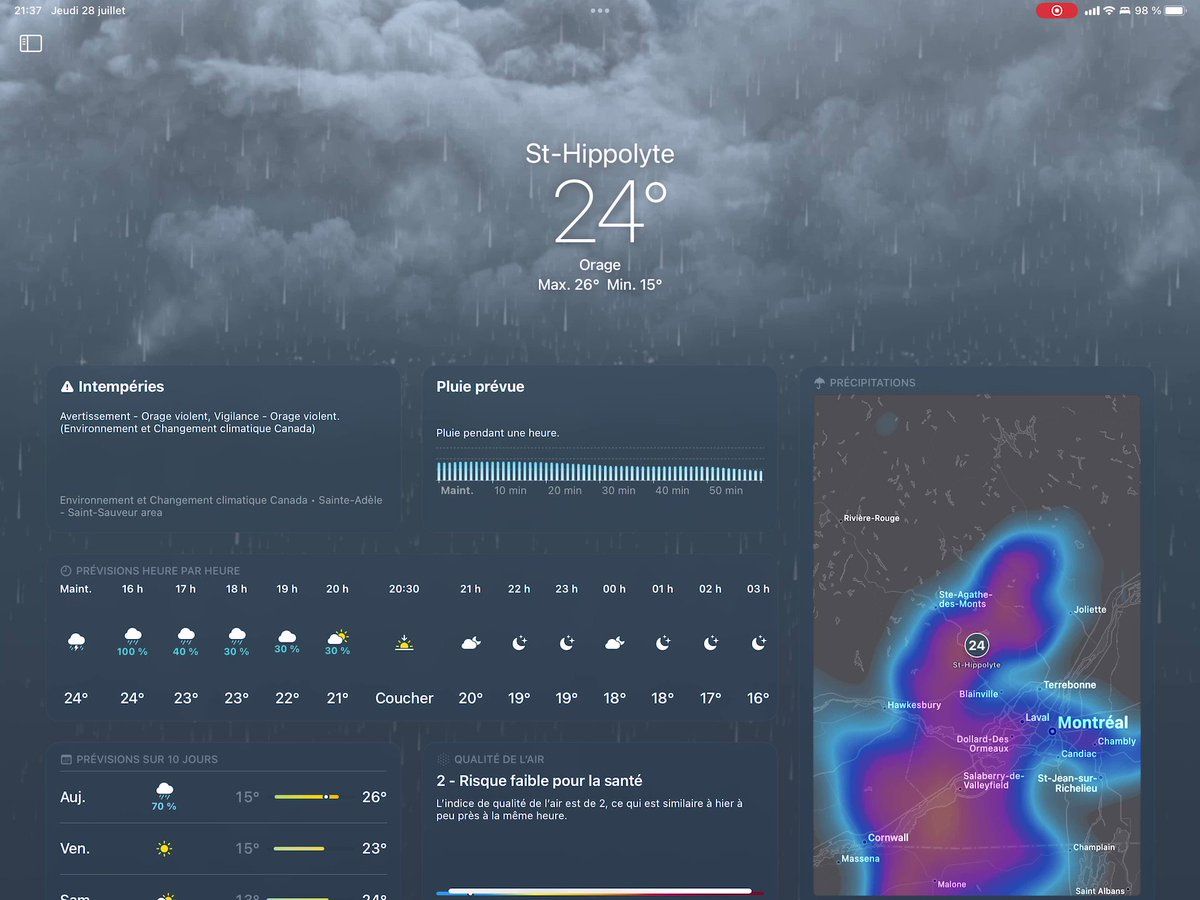 21:37 Jeudi 28 juillet
98 %
St-Hippolyte
24°
Orage
Max. 26° Min. 15°
Intempéries
Avertissement - Orage violent, Vigilance - Orage violent.
(Environnement et Changement climatique Canada)
Environnement et Changement climatique Canada • Sainte-Adèle
- Saint-Sauveur area
Pluie prévue
Pluie pendant une heure.
Maint. 10 min 20 min 30 min 40 min 50 min
PRÉVISIONS HEURE PAR HEURE
Maint. 16 h 17 h 18 h 19 h 20 h 20:30 21 h 22 h 23 h 00 h 01 h 02 h 03 h
100 % 40 % 30 % 30 % 30 %
24° 24° 23° 23° 22° 21° Coucher 20° 19° 19° 18° 18° 17° 16°
PRÉVISIONS SUR 10 JOURS
Auj. 70 % 15° 26°
Ven. 15° 23°
Sam. 13° 24°
QUALITÉ DE L'AIR
2 - Risque faible pour la santé
L'indice de qualité de l'air est de 2, ce qui est similaire à hier à
peu près à la même heure.
PRÉCIPITATIONS
Rivière-Rouge
Ste-Agathe-
des-Monts
Joliette
24
St-Hippolyte
Terrebonne
Blainville
Hawkesbury
Laval
Montréal
Dollard-Des
Ormeaux
Chambly
Candiac
Salaberry-de-
Valleyfield
St-Jean-sur-
Richelieu
Cornwall
Massena
Champlain
Malone
Saint Albans